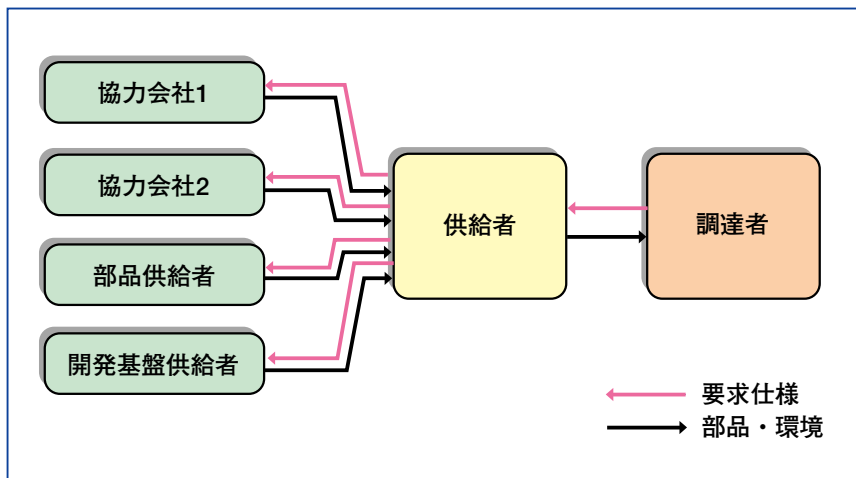 協力会社1
協力会社2
部品供給者
開発基盤供給者
供給者
調達者
要求仕様
部品・環境